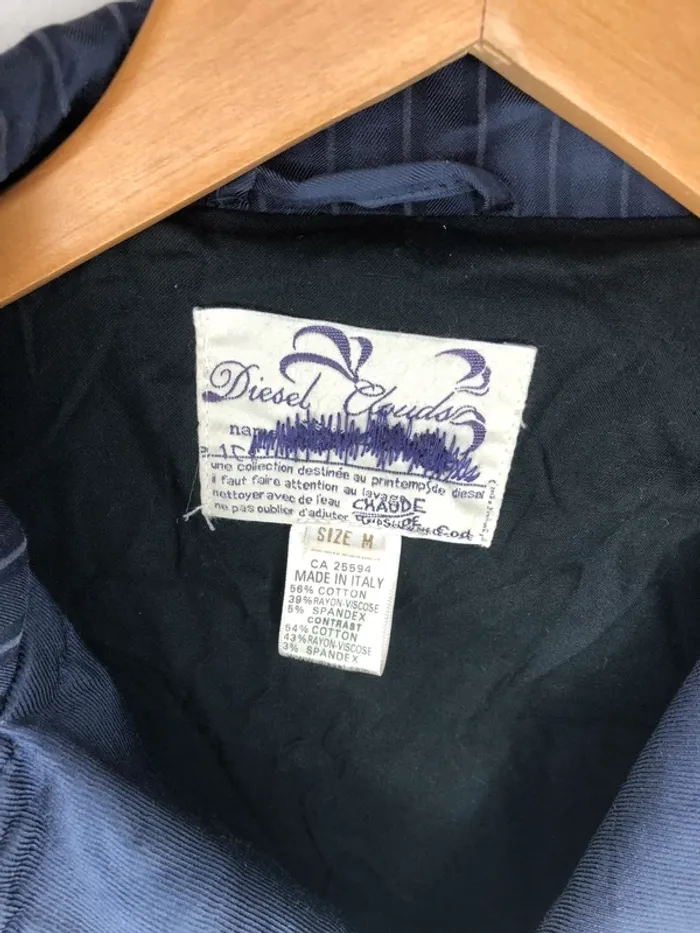 Diesel Clouds
une collection destinée au printemps/de diesel
il faut faire attention au lavage
nettoyer avec de l'eau CHAUDE
ne pas oublier d'adjuter
SIZE M
CA 25594
MADE IN ITALY
56% COTTON
39% RAYON-VISCOSE
5% SPANDEX
CONTRAST
54% COTTON
43% RAYON-VISCOSE
3% SPANDEX